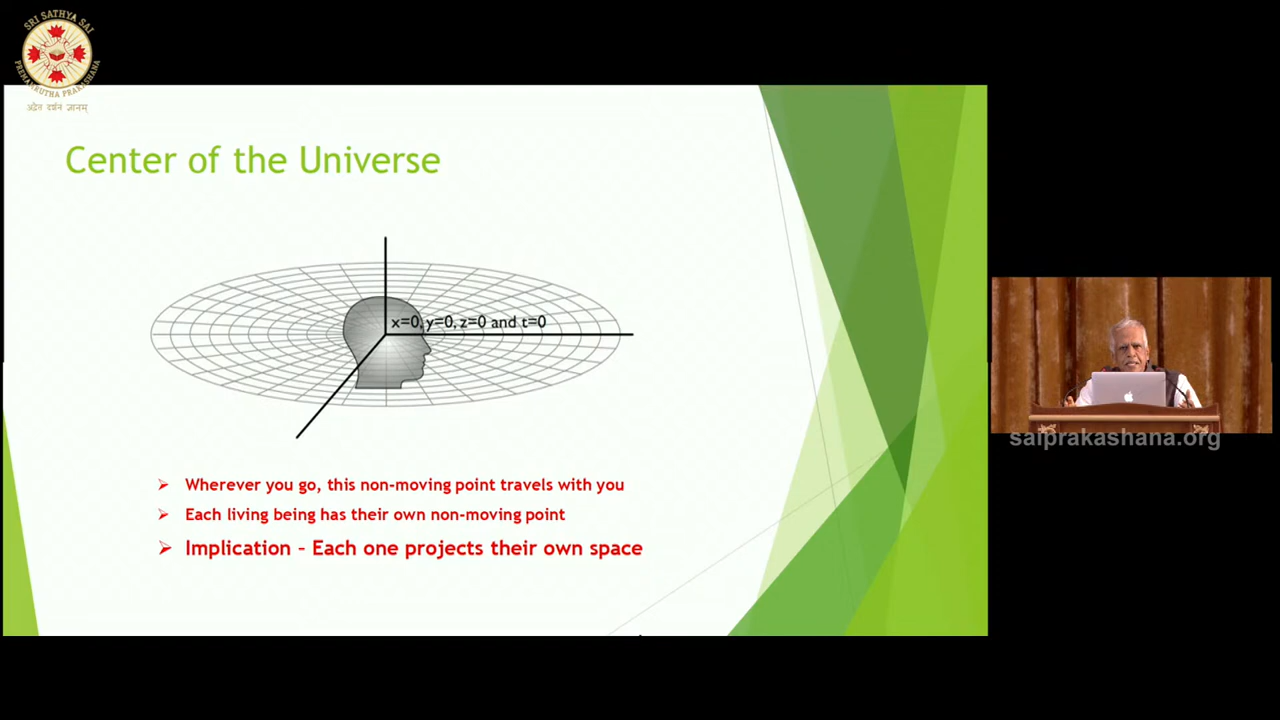 SRI SATHYA SAI
PREMAMRUTHA PRAKASHANA
अद्वैत दर्शनं ज्ञानम्
Center of the Universe
x=0, y=0, z=0 and t=0
Wherever you go, this non-moving point travels with you
Each living being has their own non-moving point
Implication – Each one projects their own space
saiprakashana.org